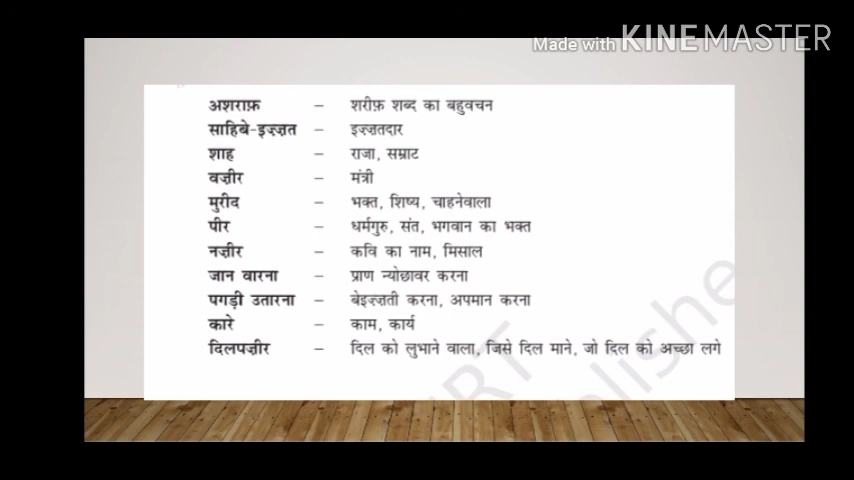 Made with KINEMASTER
अशराफ़ – शरीफ़ शब्द का बहुवचन
साहिबे-इज़्ज़त – इज़्ज़तदार
शाह – राजा, सम्राट
वज़ीर – मंत्री
मुरीद – भक्त, शिष्य, चाहनेवाला
पीर – धर्मगुरु, संत, भगवान का भक्त
नज़ीर – कवि का नाम, मिसाल
जान वारना – प्राण न्योछावर करना
पगड़ी उतारना – बेइज़्ज़ती करना, अपमान करना
कारे – काम, कार्य
दिलपज़ीर – दिल को लुभाने वाला, जिसे दिल माने, जो दिल को अच्छा लगे